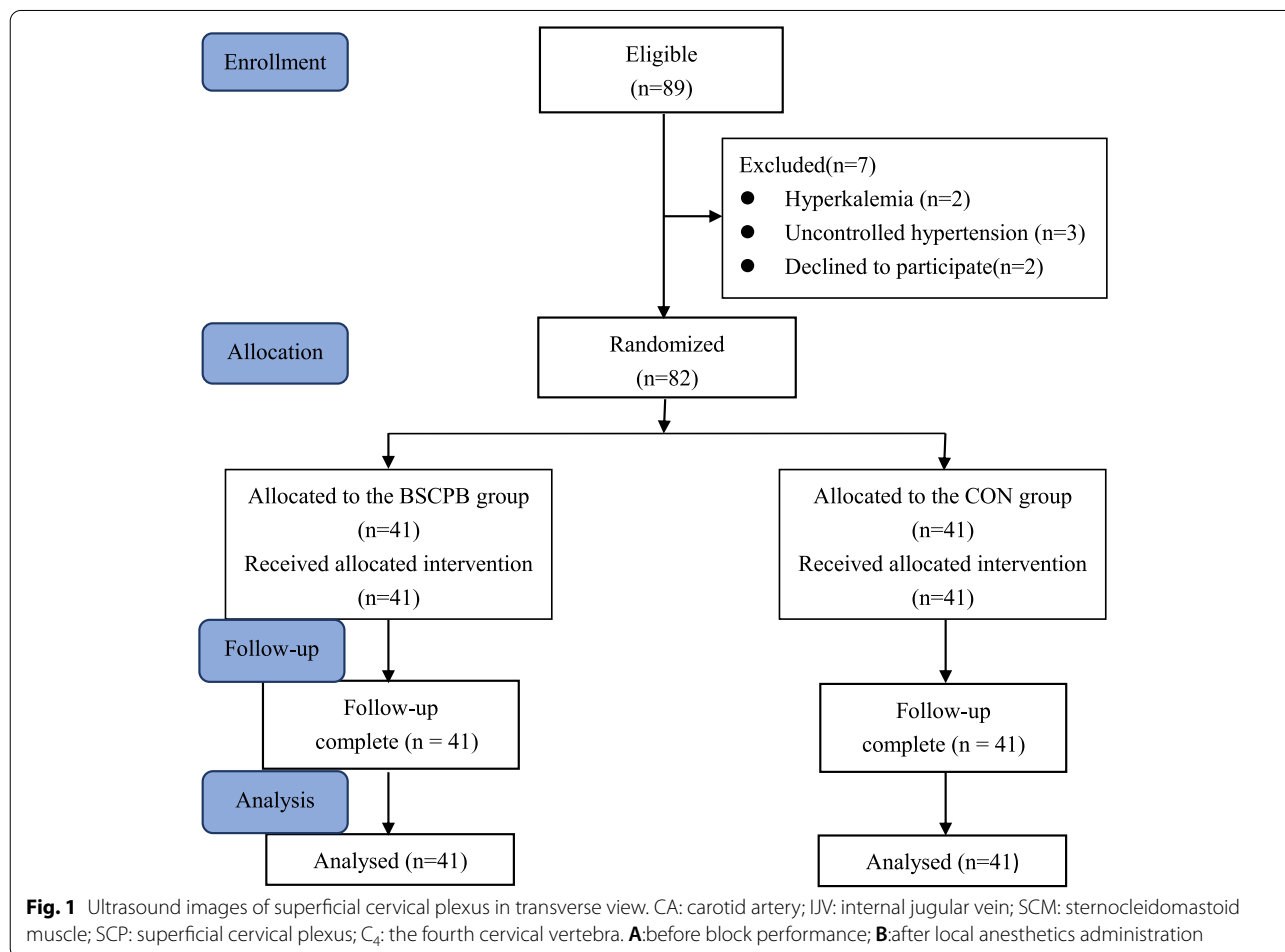 Enrollment
Eligible
(n=89)
Excluded(n=7)
● Hyperkalemia (n=2)
● Uncontrolled hypertension (n=3)
● Declined to participate(n=2)
Allocation
Randomized
(n=82)
Allocated to the BSCPB group
(n=41)
Received allocated intervention
(n=41)
Allocated to the CON group
(n=41)
Received allocated intervention
(n=41)
Follow-up
Follow-up
complete (n = 41)
Follow-up
complete (n = 41)
Analysis
Analysed (n=41)
Analysed (n=41)
Fig. 1 Ultrasound images of superficial cervical plexus in transverse view. CA: carotid artery; IJV: internal jugular vein; SCM: sternocleidomastoid
muscle; SCP: superficial cervical plexus; C₄: the fourth cervical vertebra. A:before block performance; B:after local anesthetics administration